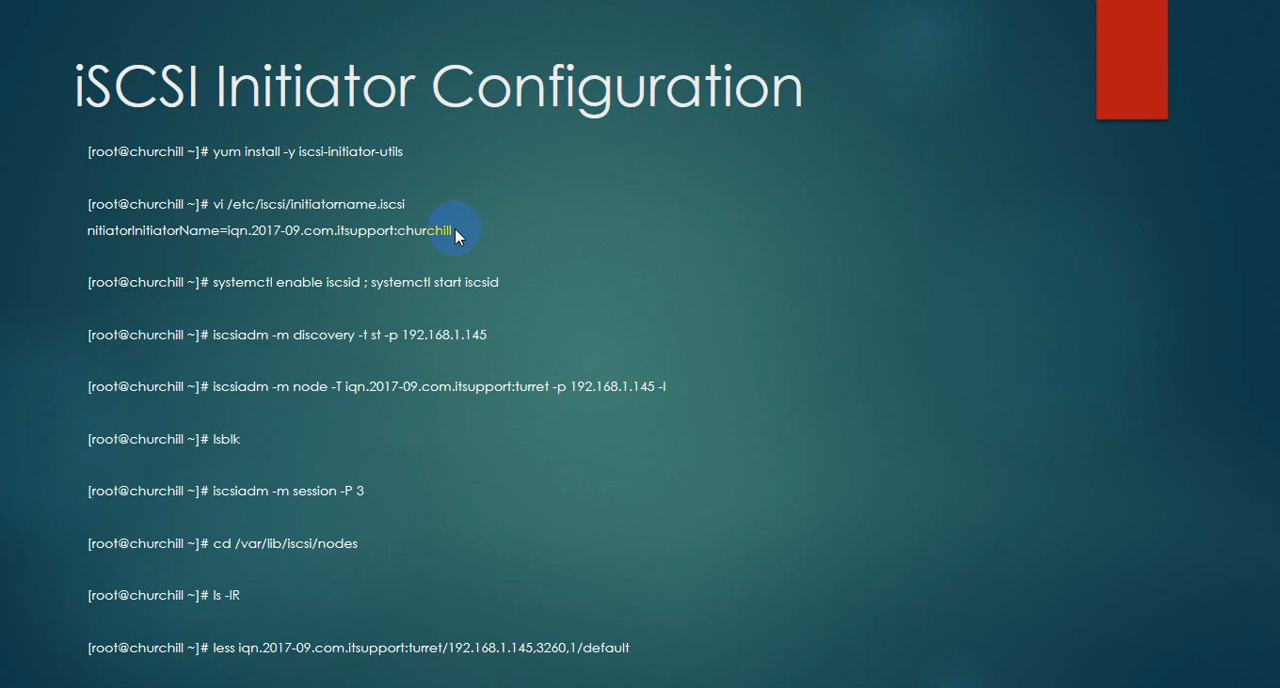 iSCSI Initiator Configuration
[root@churchill ~]# yum install -y iscsi-initiator-utils
[root@churchill ~]# vi /etc/iscsi/initiatorname.iscsi
nitiatorInitiatorName=iqn.2017-09.com.itsupport:churchill
[root@churchill ~]# systemctl enable iscsid ; systemctl start iscsid
[root@churchill ~]# iscsiadm -m discovery -t st -p 192.168.1.145
[root@churchill ~]# iscsiadm -m node -T iqn.2017-09.com.itsupport:turret -p 192.168.1.145 -l
[root@churchill ~]# lsblk
[root@churchill ~]# iscsiadm -m session -P 3
[root@churchill ~]# cd /var/lib/iscsi/nodes
[root@churchill ~]# ls -lR
[root@churchill ~]# less iqn.2017-09.com.itsupport:turret/192.168.1.145,3260,1/default